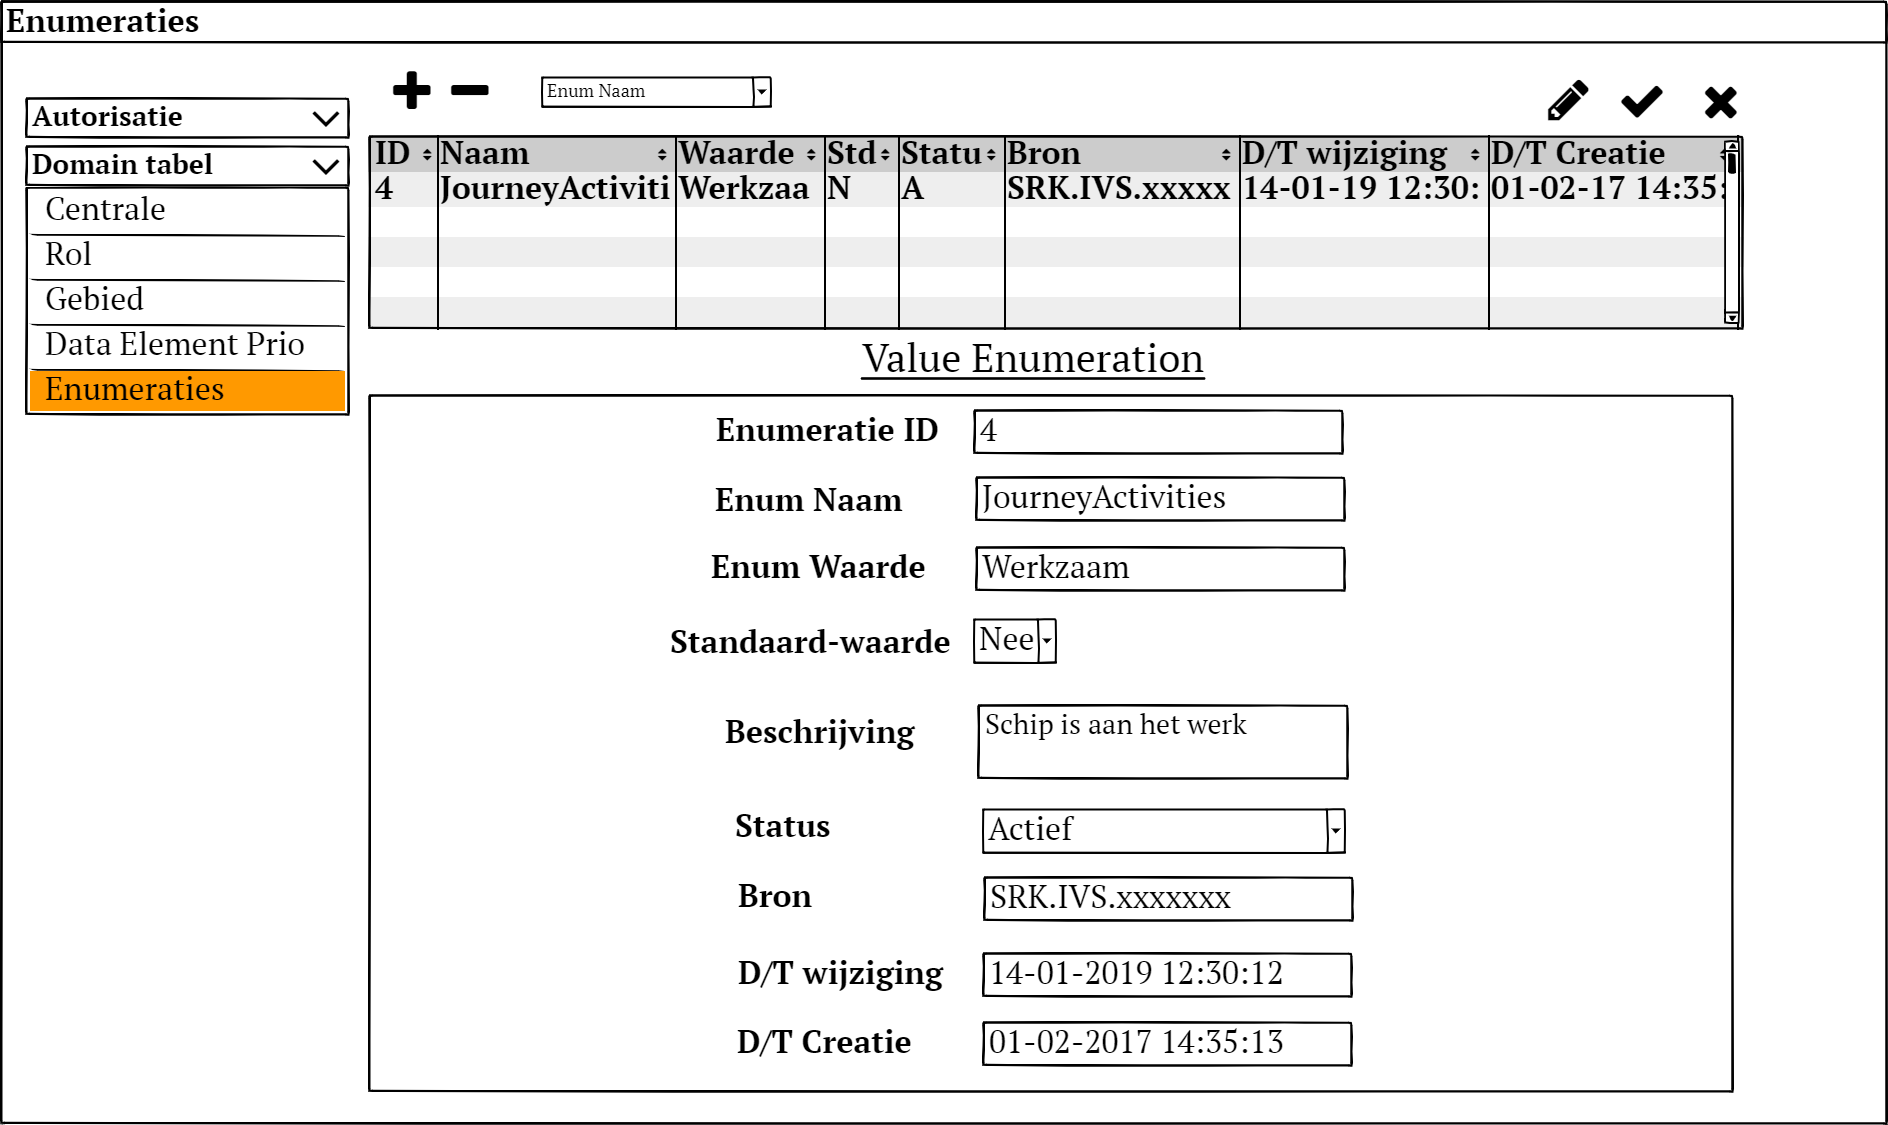 Enumeraties
Autorisatie
Domain tabel
Centrale
Rol
Gebied
Data Element Prio
Enumeraties
Enum Naam
ID Naam Waarde Std Statu Bron D/T wijziging D/T Creatie
4 JourneyActiviti Werkzaa N A SRK.IVS.xxxxx 14-01-19 12:30: 01-02-17 14:35:
Value Enumeration
Enumeratie ID 4
Enum Naam JourneyActivities
Enum Waarde Werkzaam
Standaard-waarde Nee
Beschrijving Schip is aan het werk
Status Actief
Bron SRK.IVS.xxxxxxx
D/T wijziging 14-01-2019 12:30:12
D/T Creatie 01-02-2017 14:35:13